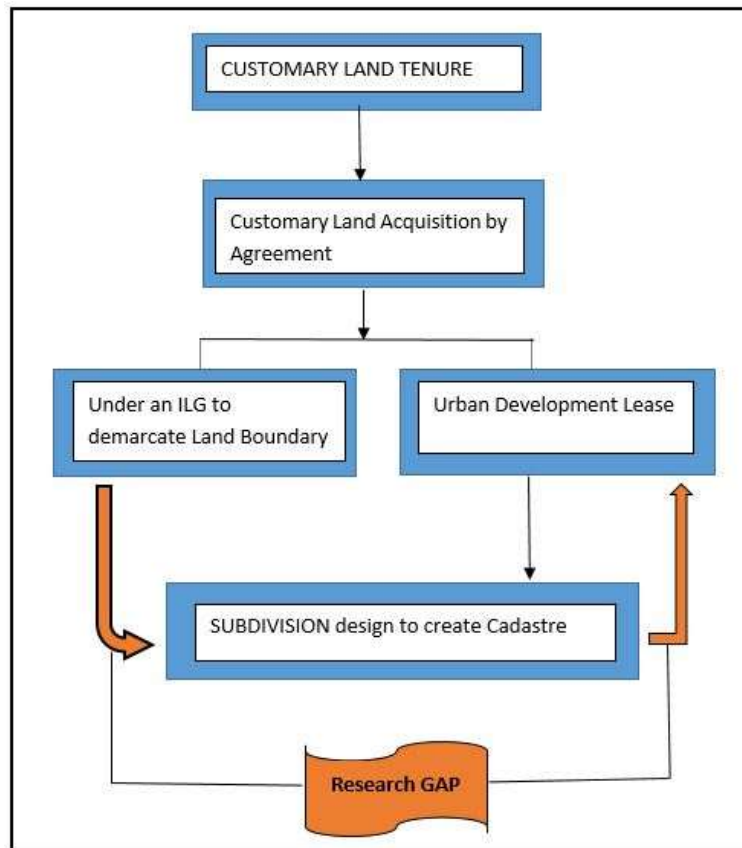 CUSTOMARY LAND TENURE
Customary Land Acquisition by
Agreement
Under an ILG to
demarcate Land Boundary
Urban Development Lease
SUBDIVISION design to create Cadastre
Research GAP